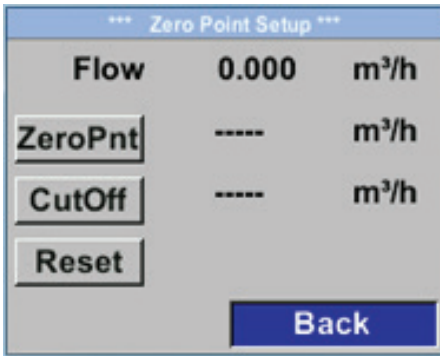 *** Zero Point Setup ***
Flow 0.000 m³/h
ZeroPnt ----- m³/h
CutOff ----- m³/h
Reset
Back